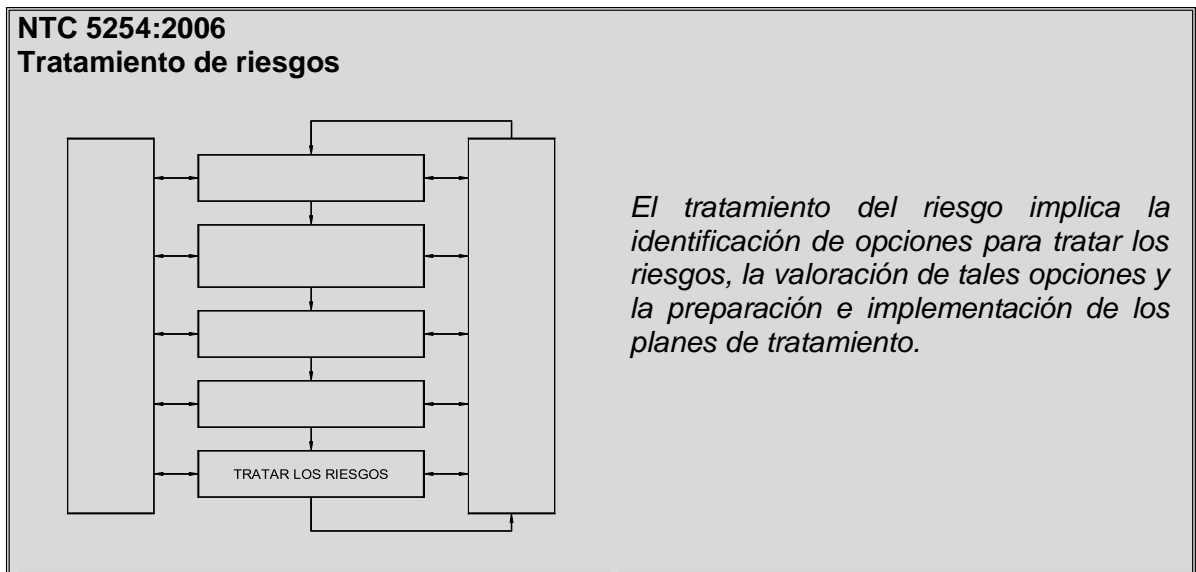 NTC 5254:2006
Tratamiento de riesgos
TRATAR LOS RIESGOS
El tratamiento del riesgo implica la
identificación de opciones para tratar los
riesgos, la valoración de tales opciones y
la preparación e implementación de los
planes de tratamiento.